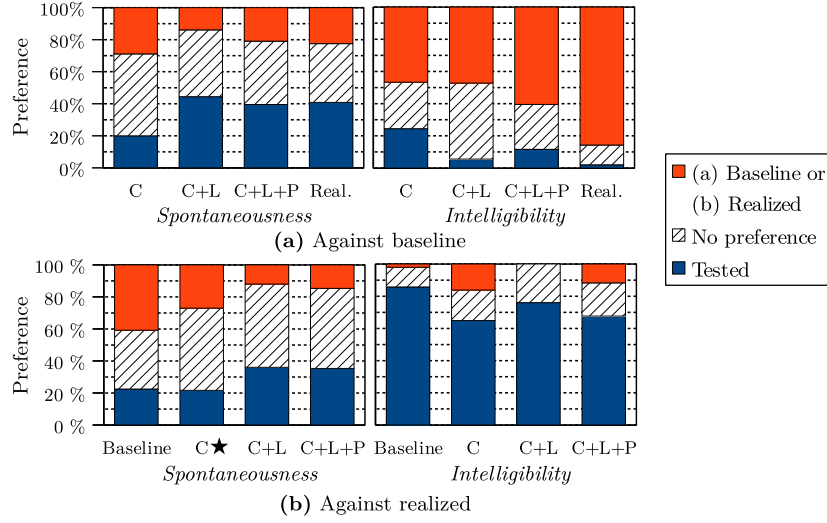 100%
80%
60%
40%
20%
0%
Preference
C C+L C+L+P Real.
Spontaneousness
C C+L C+L+P Real.
Intelligibility
(a) Against baseline
100 %
80 %
60 %
40 %
20 %
0 %
Preference
Baseline C★ C+L C+L+P
Spontaneousness
Baseline C C+L C+L+P
Intelligibility
(b) Against realized
(a) Baseline or
(b) Realized
No preference
Tested